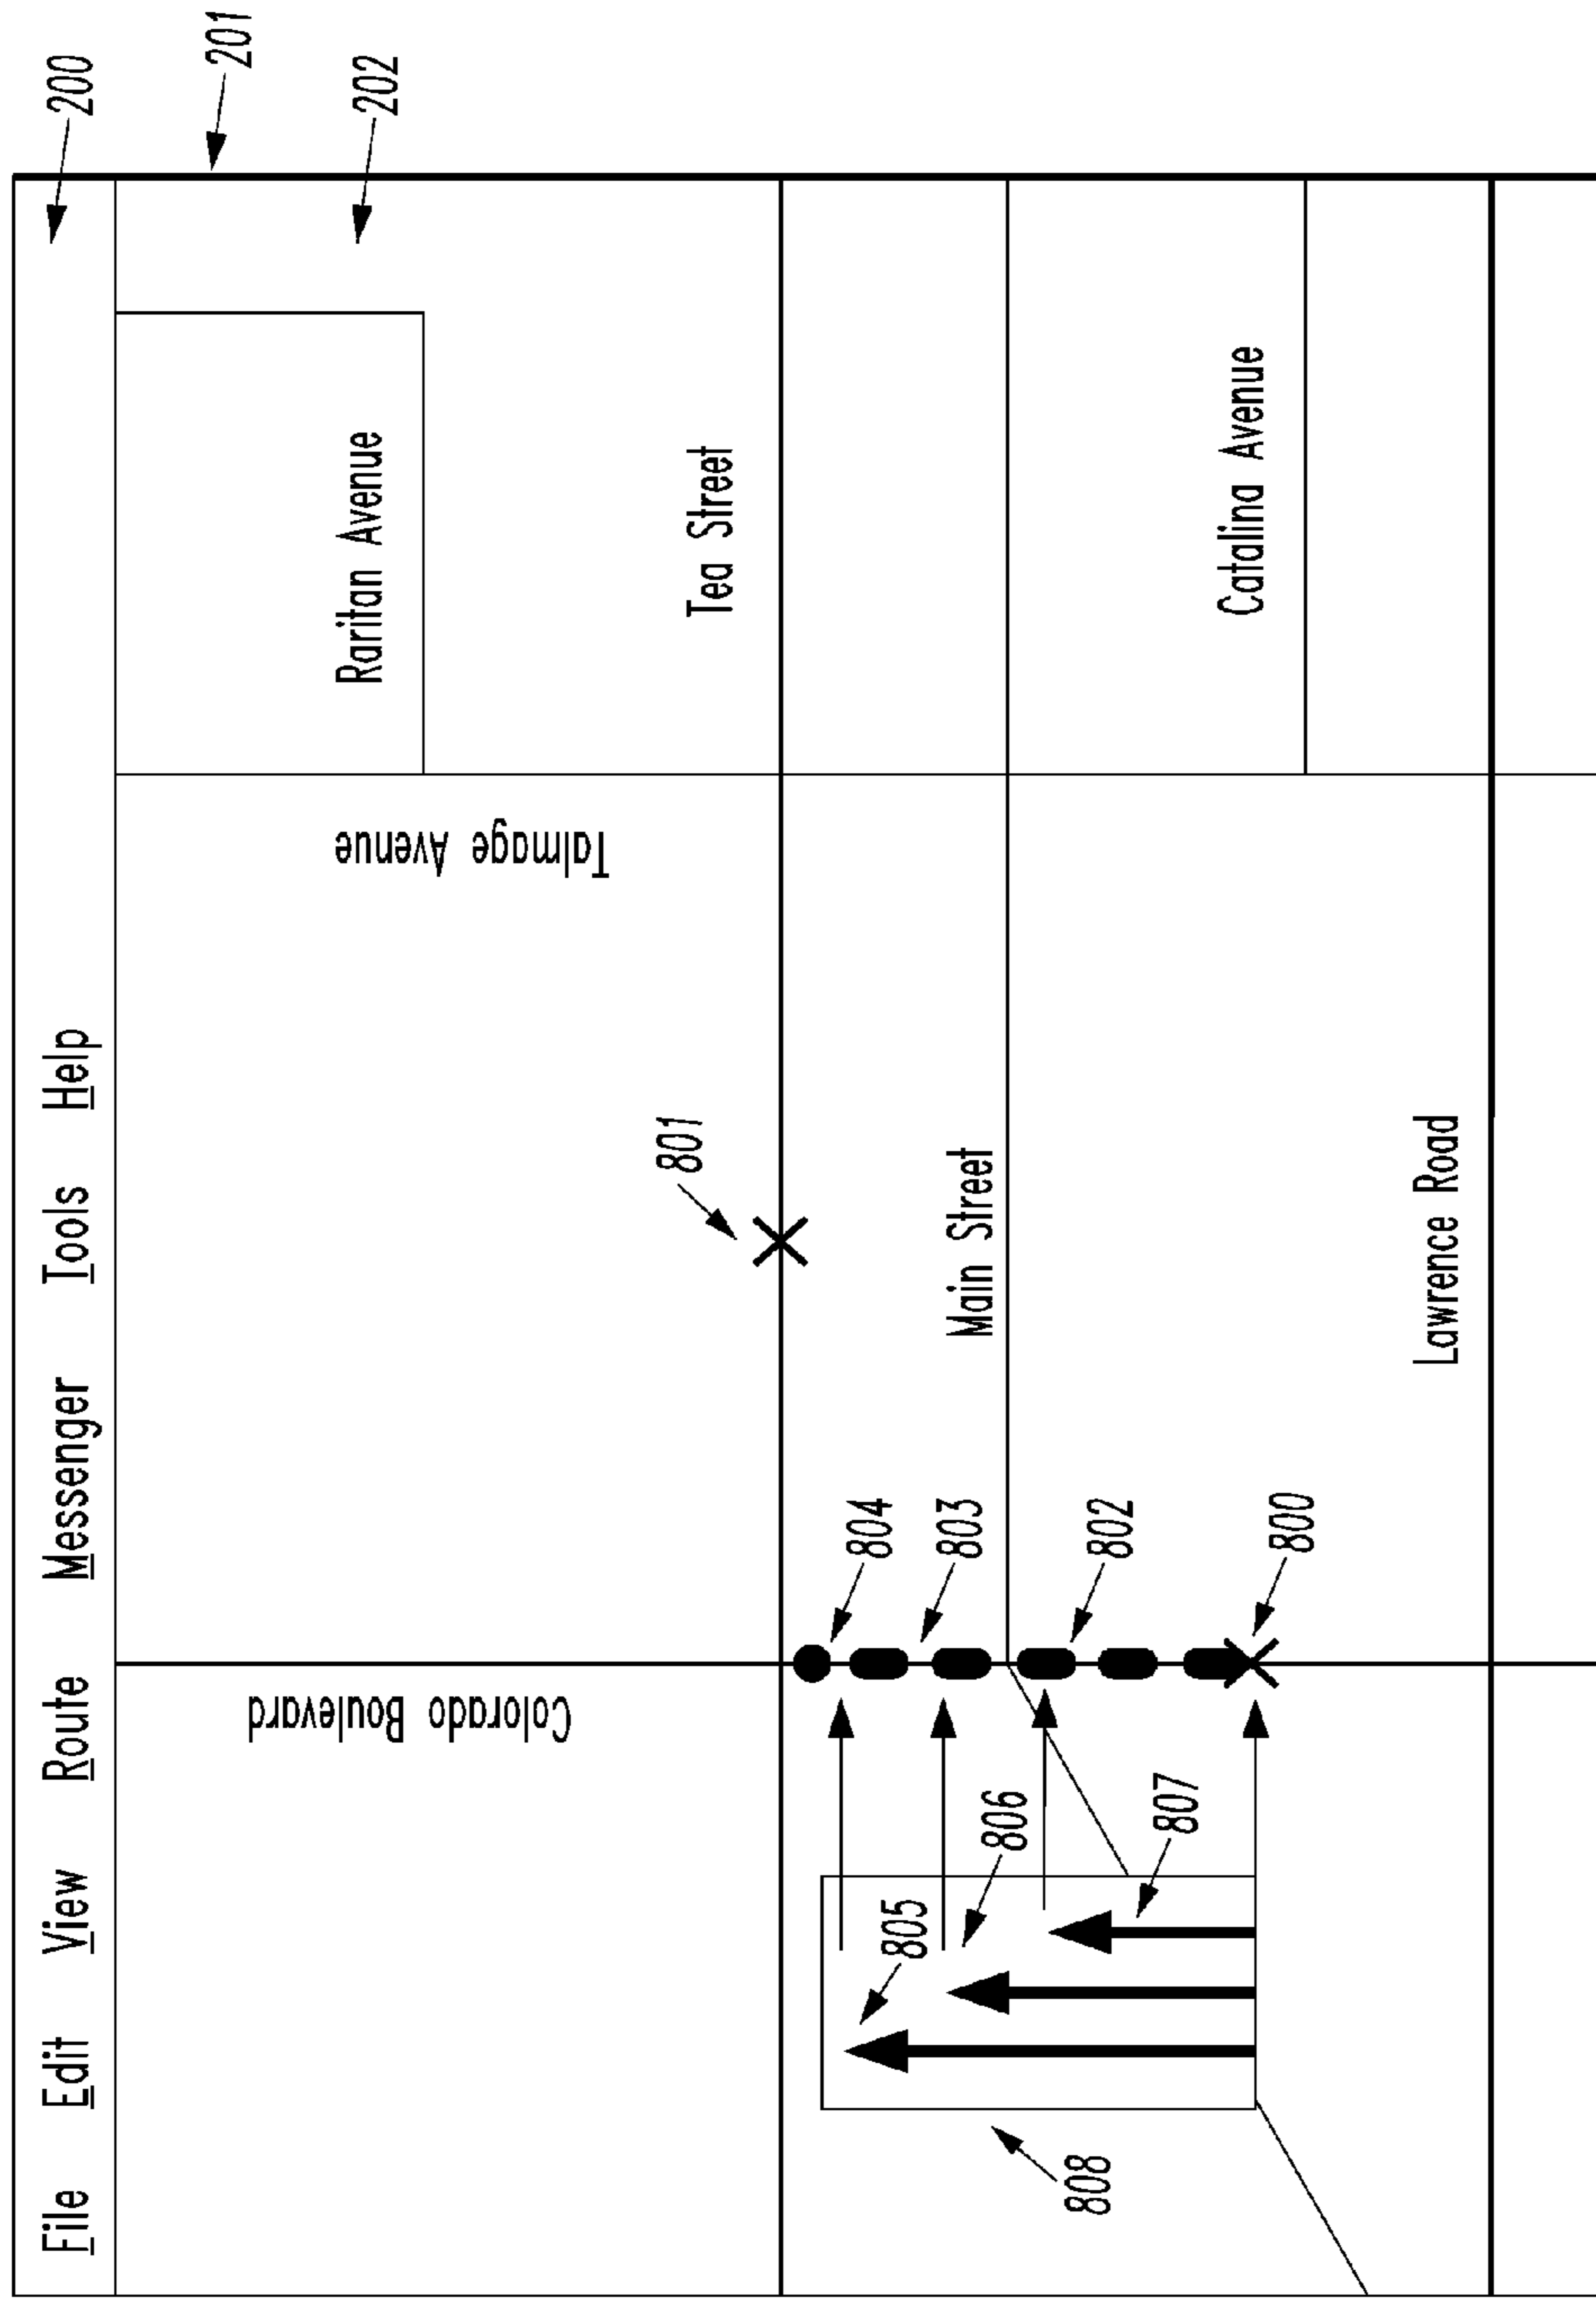 File Edit View Route Messenger Tools Help
200
201
202
Raritan Avenue
Colorado Boulevard
Talmage Avenue
Tea Street
801
804
803
Main Street
805
806
802
808
807
Catalina Avenue
800
Lawrence Road